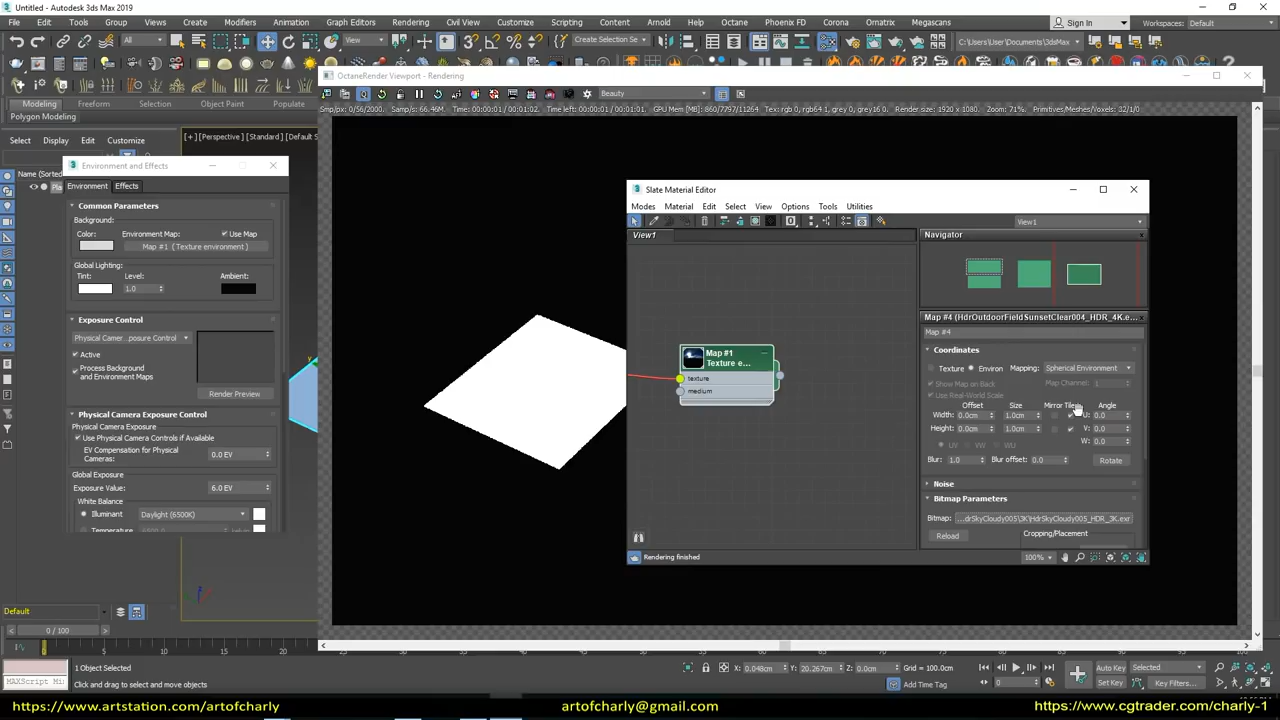 Untitled - Autodesk 3ds Max 2019
File Edit Tools Group Views Create Modifiers Animation Graph Editors Rendering Civil View Customize Scripting Content Arnold Help Octane Phoenix FD Corona Ornatrix Megascans Sign In Workspaces: Default
All View Create Selection Se C:\Users\User\Documents\3dsMax
OctaneRender Viewport - Rendering
Beauty
Modeling Freeform Selection Object Paint Populate
Polygon Modeling
Smp/px: 0/56/2000. Samp/s: 66.46M. Time: 00:00:01 / 00:01:02. Time left: 00:00:01 / 00:01:01. GPU Mem [MB]: 860/7797/11264 Tex: rgb 0, rgb64 1, grey 0, grey16 0. Render size: 1920 x 1080. Zoom: 71%. Primitives/Meshes/Voxels: 32/1/0
Select Display Edit Customize
[+] [Perspective] [Standard] [Default S
Name (Sorted
Environment and Effects
Environment Effects
Common Parameters
Background:
Color: Environment Map: Use Map
Map #1 (Texture environment)
Global Lighting:
Tint: Level: Ambient:
1.0
Exposure Control
Physical Camer...posure Control
Active
Process Background
and Environment Maps
Render Preview
Physical Camera Exposure Control
Physical Camera Exposure:
Use Physical Camera Controls if Available
EV Compensation for Physical
Cameras: 0.0 EV
Global Exposure
Exposure Value: 6.0 EV
White Balance
Illuminant Daylight (6500K)
Temperature
Slate Material Editor
Modes Material Edit Select View Options Tools Utilities
View1
View1
Navigator
Map #1
Texture e...
texture
medium
Map #4 (HdrOutdoorFieldSunsetClear004_HDR_4K.e...
Map #4
Coordinates
Texture Environ Mapping: Spherical Environment
Show Map on Back Map Channel: 1
Use Real-World Scale
Offset Size Mirror Tile Angle
Width: 0.0cm 1.0cm U: 0.0
Height: 0.0cm 1.0cm V: 0.0
W: 0.0
UV VW WU
Blur: 1.0 Blur offset: 0.0 Rotate
Noise
Bitmap Parameters
Bitmap: ...drSkyCloudy005\3K\HdrSkyCloudy005_HDR_3K.exr
Reload Cropping/Placement
Rendering finished
100%
Default
0 / 100
0 20
1 Object Selected
X: 0.048cm Y: 20.267cm Z: 0.0cm Grid = 100.0cm
Auto Key Selected
MAXScript Mi
Click and drag to select and move objects
Add Time Tag
0
Set Key Key Filters...
https://www.artstation.com/artofcharly artofcharly@gmail.com https://www.cgtrader.com/charly-1